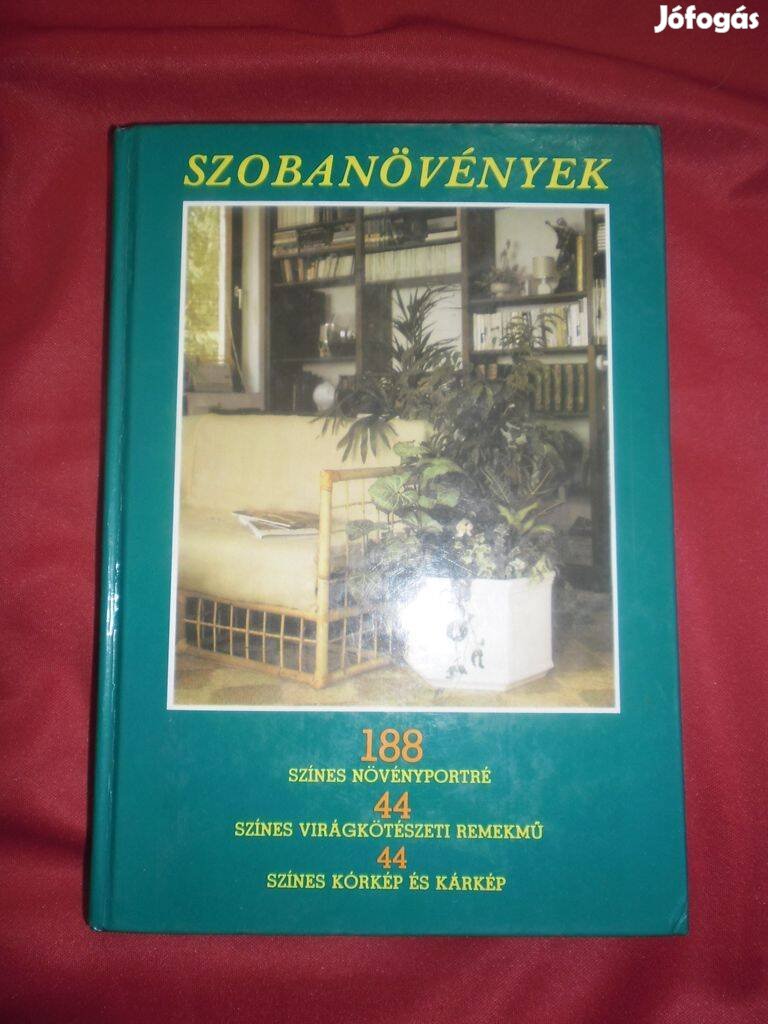 Jófogás
SZOBANÖVÉNYEK
188
SZÍNES NÖVÉNYPORTRÉ
44
SZÍNES VIRÁGKÖTÉSZETI REMEKMŰ
44
SZÍNES KÓRKÉP ÉS KÁRKÉP